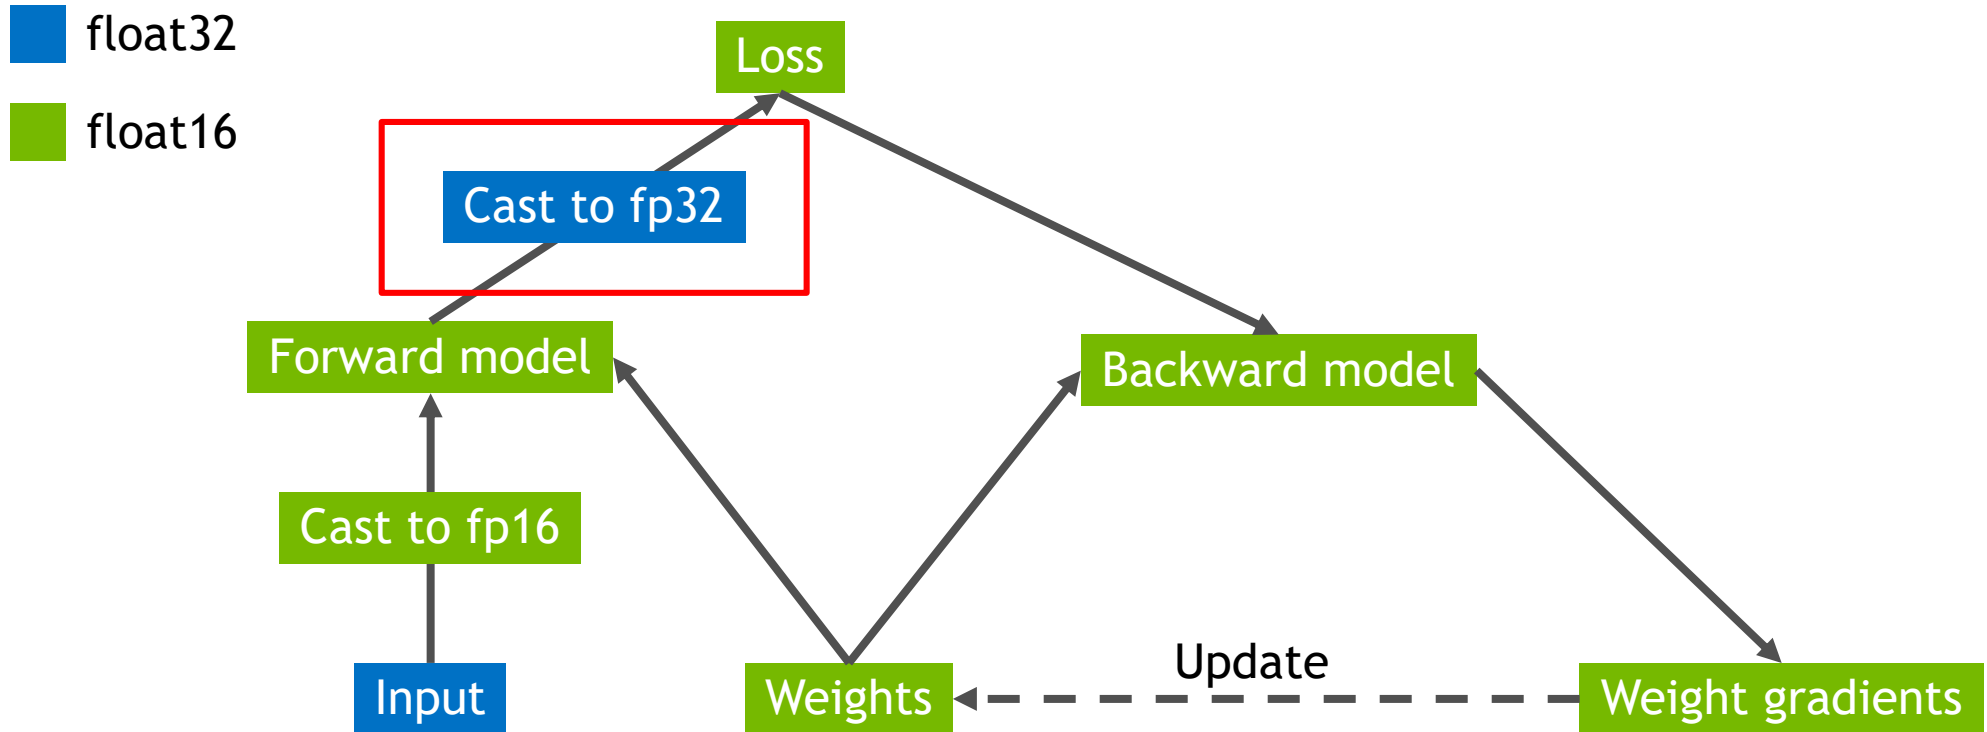 float32
float16
Loss
Cast to fp32
Forward model
Backward model
Cast to fp16
Update
Input
Weights
Weight gradients